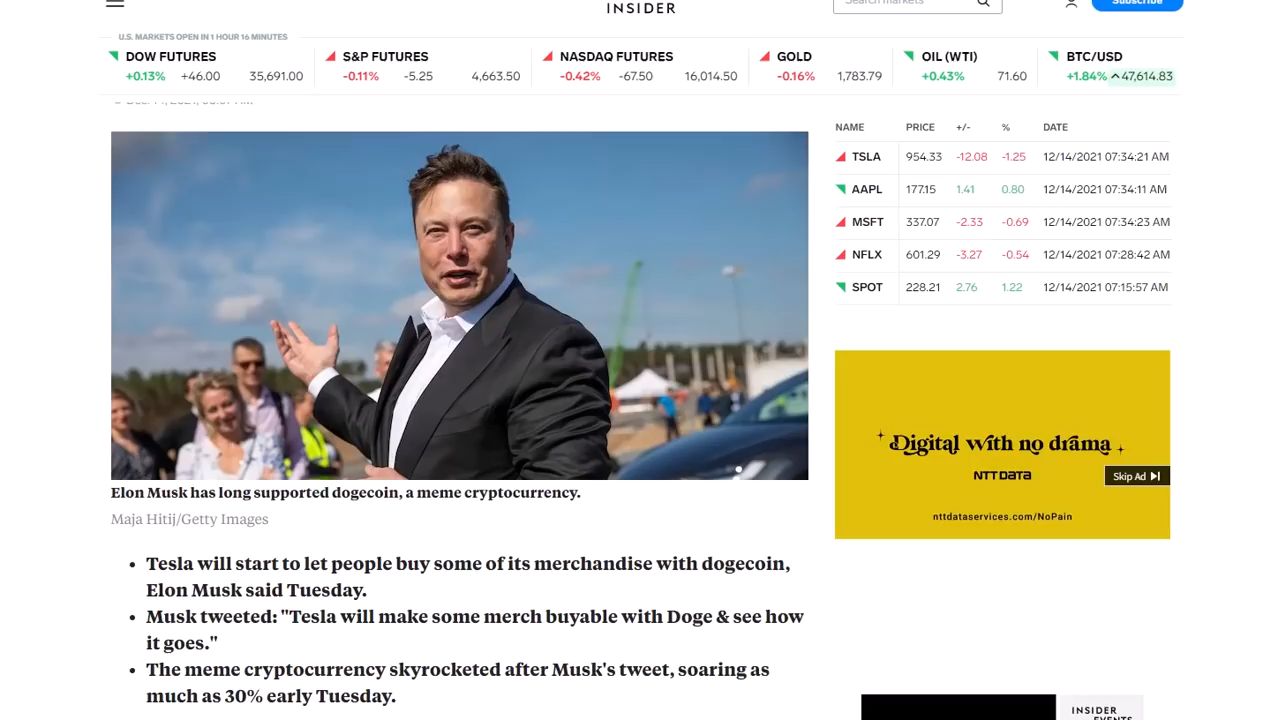 INSIDER
Search markets
Subscribe
U.S. MARKETS OPEN IN 1 HOUR 16 MINUTES
DOW FUTURES
+0.13% +46.00 35,691.00
S&P FUTURES
-0.11% -5.25 4,663.50
NASDAQ FUTURES
-0.42% -67.50 16,014.50
GOLD
-0.16% 1,783.79
OIL (WTI)
+0.43% 71.60
BTC/USD
+1.84% 47,614.83
Elon Musk has long supported dogecoin, a meme cryptocurrency.
Maja Hitij/Getty Images
• Tesla will start to let people buy some of its merchandise with dogecoin,
Elon Musk said Tuesday.
• Musk tweeted: "Tesla will make some merch buyable with Doge & see how
it goes."
• The meme cryptocurrency skyrocketed after Musk's tweet, soaring as
much as 30% early Tuesday.
NAME PRICE +/- % DATE
TSLA 954.33 -12.08 -1.25 12/14/2021 07:34:21 AM
AAPL 177.15 1.41 0.80 12/14/2021 07:34:11 AM
MSFT 337.07 -2.33 -0.69 12/14/2021 07:34:23 AM
NFLX 601.29 -3.27 -0.54 12/14/2021 07:28:42 AM
SPOT 228.21 2.76 1.22 12/14/2021 07:15:57 AM
Digital with no drama
NTT DATA
Skip Ad
nttdataservices.com/NoPain
INSIDER
EVENTS